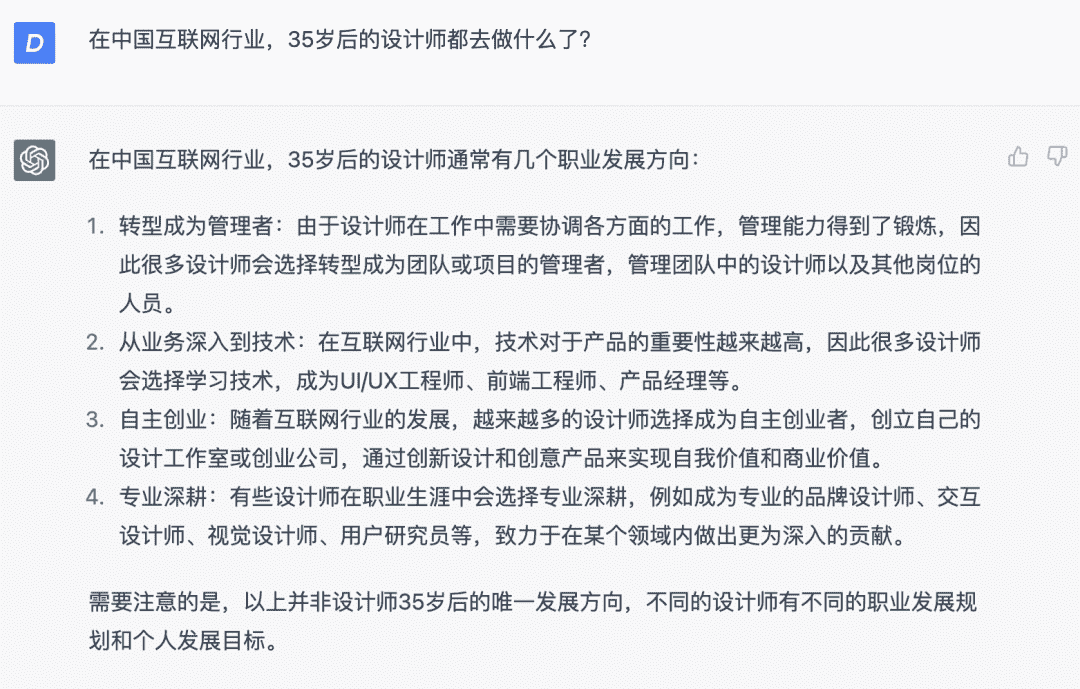 D
在中国互联网行业，35岁后的设计师都去做什么了？
在中国互联网行业，35岁后的设计师通常有几个职业发展方向：
1. 转型成为管理者：由于设计师在工作中需要协调各方面的工作，管理能力得到了锻炼，因
此很多设计师会选择转型成为团队或项目的管理者，管理团队中的设计师以及其他岗位的
人员。
2. 从业务深入到技术：在互联网行业中，技术对于产品的重要性越来越高，因此很多设计师
会选择学习技术，成为UI/UX工程师、前端工程师、产品经理等。
3. 自主创业：随着互联网行业的发展，越来越多的设计师选择成为自主创业者，创立自己的
设计工作室或创业公司，通过创新设计和创意产品来实现自我价值和商业价值。
4. 专业深耕：有些设计师在职业生涯中会选择专业深耕，例如成为专业的品牌设计师、交互
设计师、视觉设计师、用户研究员等，致力于在某个领域内做出更为深入的贡献。
需要注意的是，以上并非设计师35岁后的唯一发展方向，不同的设计师有不同的职业发展规
划和个人发展目标。